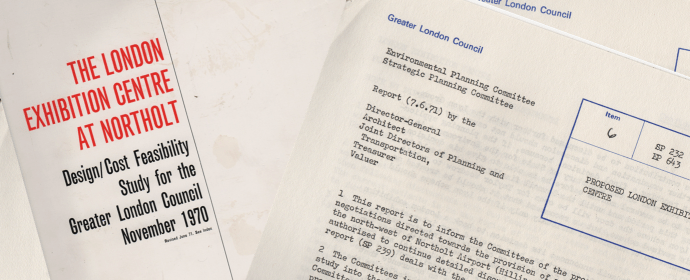 THE LONDON
EXHIBITION CENTRE
AT NORTHOLT
Design/Cost Feasibility
Study for the
Greater London Council
November 1970
Greater London Council
Greater London Council
Environmental Planning Committee
Strategic Planning Committee
Report (7.6.71) by the
Director-General
Architect
Joint Directors of Planning and
Transportation,
Treasurer
Valuer
Item
6
SP 232
EP 643
PROPOSED LONDON EXHIBI
CENTRE
1 This report is to inform the Committees of the pro
negotiations directed towards the provision of a
the north-west of Northolt Airport (Hilli
authorised to continue detailed disc
report (SP 239) deals with the
2 The Committees
study into the
Committee